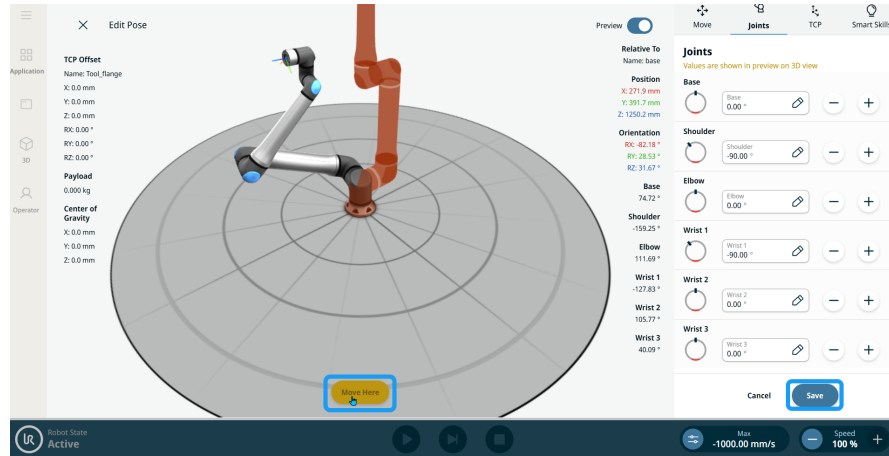 Edit Pose
Preview
Application
3D
Operator
TCP Offset
Name: Tool_flange
X: 0.0 mm
Y: 0.0 mm
Z: 0.0 mm
RX: 0.00 °
RY: 0.00 °
RZ: 0.00 °
Payload
0.000 kg
Center of
Gravity
X: 0.0 mm
Y: 0.0 mm
Z: 0.0 mm
Relative To
Name: base
Position
X: 271.9 mm
Y: 391.7 mm
Z: 1250.2 mm
Orientation
RX: -82.18 °
RY: 28.53 °
RZ: 31.67 °
Base
74.72 °
Shoulder
-159.25 °
Elbow
111.69 °
Wrist 1
-127.83 °
Wrist 2
105.77 °
Wrist 3
40.09 °
Move Here
Move
Joints
TCP
Smart Skills
Joints
Values are shown in preview on 3D view
Base
Base
0.00 °
Shoulder
Shoulder
-90.00 °
Elbow
Elbow
0.00 °
Wrist 1
Wrist 1
-90.00 °
Wrist 2
Wrist 2
0.00 °
Wrist 3
Wrist 3
0.00 °
Cancel
Save
UR
Robot State
Active
Max
-1000.00 mm/s
Speed
100 %